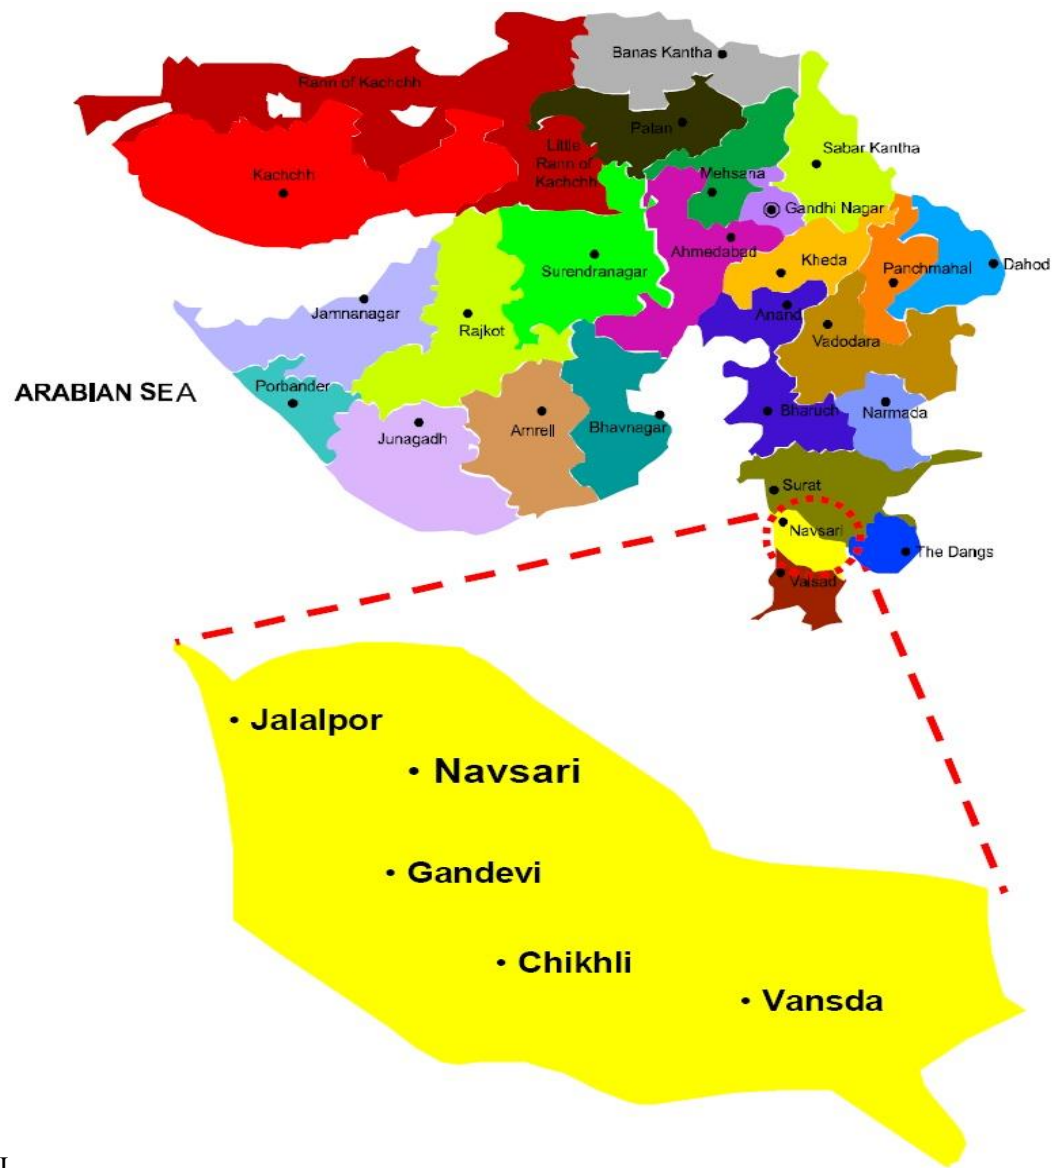 Banas Kantha
Rann of Kachchh
Patan
Little
Rann of
Kachchh
Sabar Kantha
Mehsana
Kachchh
Gandhi Nagar
Ahmedabad
Kheda
Surendranagar
Panchmahal
Dahod
Jamnanagar
Anand
Rajkot
Vadodara
Porbander
ARABIAN SEA
Junagadh
Amrell
Bhavnagar
Bharuch
Narmada
Surat
Navsari
The Dangs
Valsad
Jalalpor
Navsari
Gandevi
Chikhli
Vansda